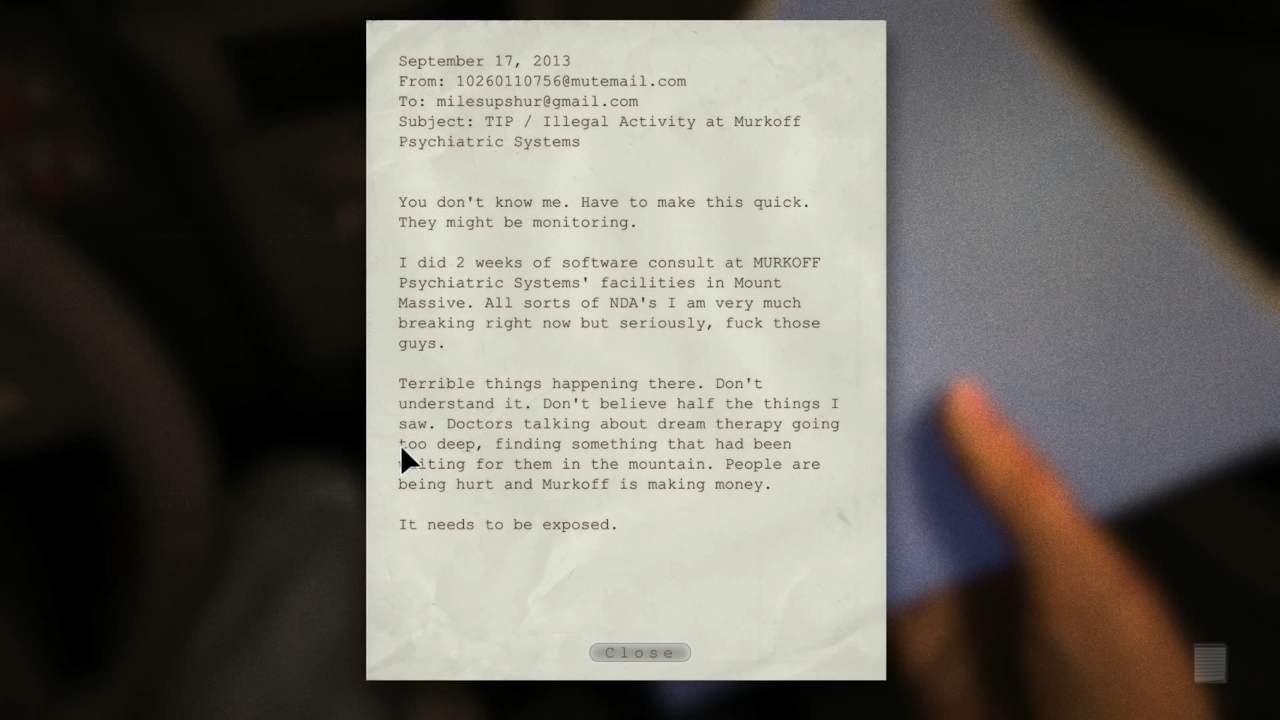 September 17, 2013
From: 10260110756@mutemail.com
To: milesupshur@gmail.com
Subject: TIP / Illegal Activity at Murkoff
Psychiatric Systems
You don't know me. Have to make this quick.
They might be monitoring.
I did 2 weeks of software consult at MURKOFF
Psychiatric Systems' facilities in Mount
Massive. All sorts of NDA's I am very much
breaking right now but seriously, fuck those
guys.
Terrible things happening there. Don't
understand it. Don't believe half the things I
saw. Doctors talking about dream therapy going
too deep, finding something that had been
waiting for them in the mountain. People are
being hurt and Murkoff is making money.
It needs to be exposed.
Close